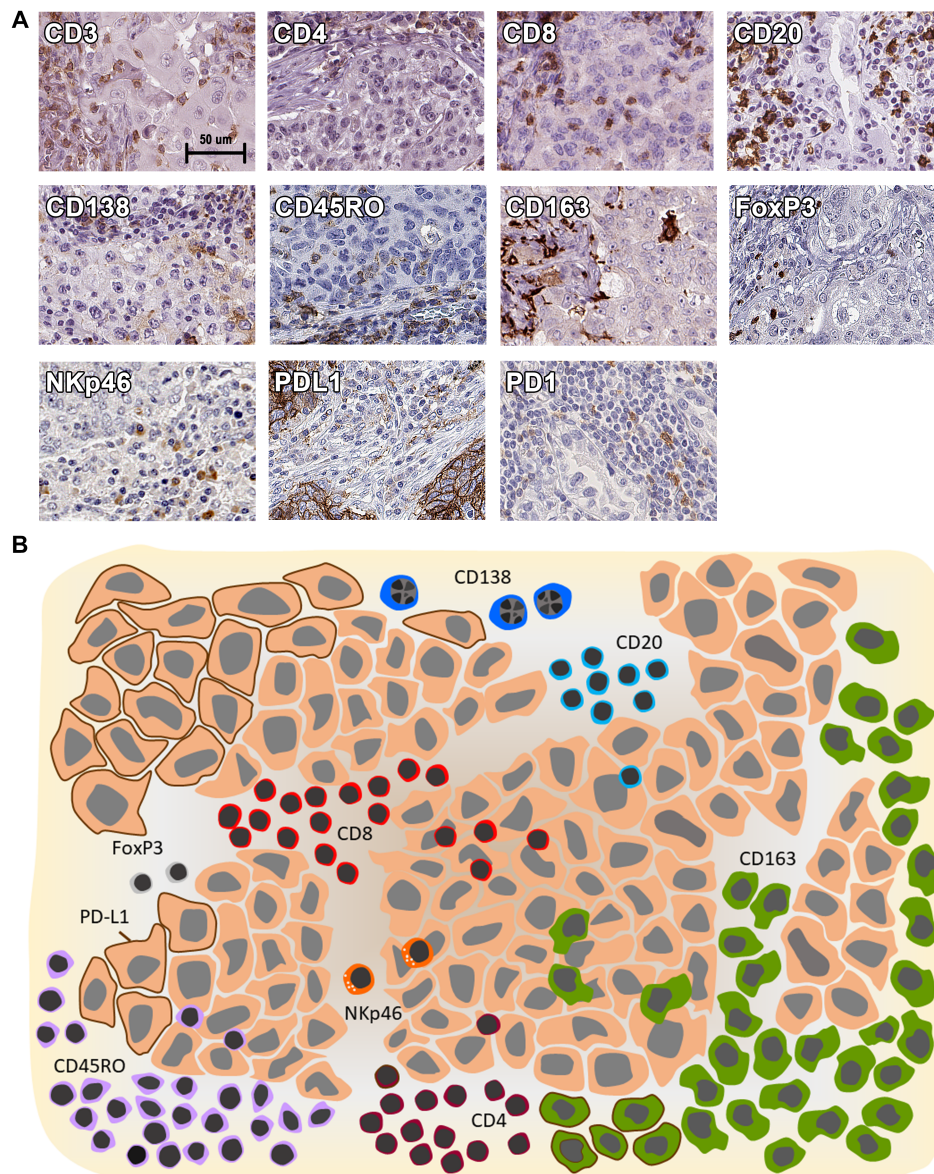 A
CD3
CD4
CD8
CD20
50 um
CD138
CD45RO
CD163
FoxP3
NKp46
PDL1
PD1
B
CD138
CD20
CD8
FoxP3
CD163
PD-L1
NKp46
CD45RO
CD4